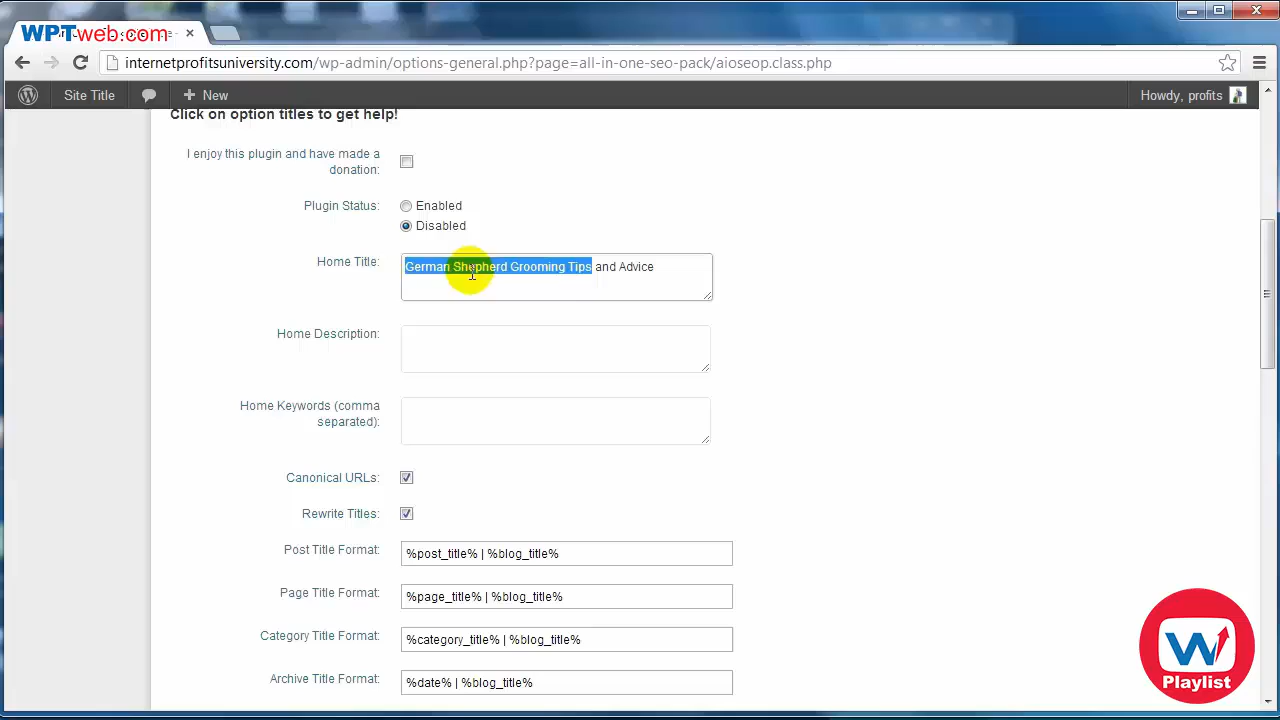 WPTweb.com
internetprofitsuniversity.com/wp-admin/options-general.php?page=all-in-one-seo-pack/aioseop.class.php
Site Title
New
Howdy, profits
Click on option titles to get help!
I enjoy this plugin and have made a
donation:
Plugin Status:
Enabled
Disabled
Home Title:
German Shepherd Grooming Tips and Advice
Home Description:
Home Keywords (comma
separated):
Canonical URLs:
Rewrite Titles:
Post Title Format:
%post_title% | %blog_title%
Page Title Format:
%page_title% | %blog_title%
Category Title Format:
%category_title% | %blog_title%
Archive Title Format:
%date% | %blog_title%
W
Playlist